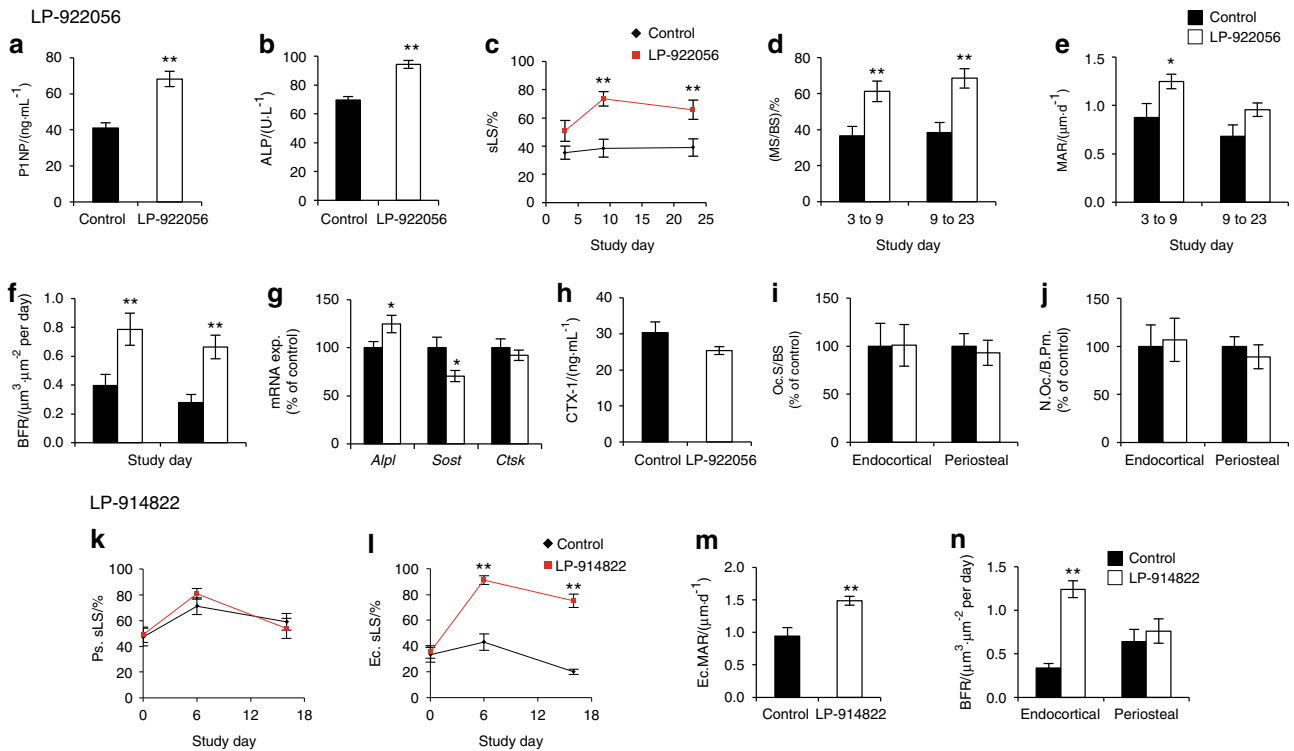 LP-922056
a
P1NP/(ng·mL⁻¹)
80
60
40
20
0
**
Control LP-922056
b
ALP/(U·L⁻¹)
100
80
60
40
20
0
**
Control LP-922056
c
Control
LP-922056
sLS/%
100
80
60
40
20
0
** **
0 5 10 15 20 25
Study day
d
(MS/BS)/%
80
60
40
20
0
** **
3 to 9 9 to 23
Study day
e
Control
LP-922056
MAR/(μm·d⁻¹)
1.5
1.0
0.5
0.0
*
3 to 9 9 to 23
Study day
f
BFR/(μm³·μm⁻² per day)
1.0
0.8
0.6
0.4
0.2
0.0
** **
Study day
g
mRNA exp.
(% of control)
150
100
50
0
* *
Alpl Sost Ctsk
h
CTX-1/(ng·mL⁻¹)
40
30
20
10
0
Control LP-922056
i
Oc.S/BS
(% of control)
150
100
50
0
Endocortical Periosteal
j
N.Oc./B.Pm.
(% of control)
150
100
50
0
Endocortical Periosteal
LP-914822
k
Ps. sLS/%
100
80
60
40
20
0
0 6 12 18
Study day
l
Control
LP-914822
Ec. sLS/%
100
80
60
40
20
0
** **
0 6 12 18
Study day
m
Ec.MAR/(μm·d⁻¹)
2.0
1.5
1.0
0.5
0.0
**
Control LP-914822
n
Control
LP-914822
BFR/(μm³·μm⁻² per day)
1.5
1.0
0.5
0.0
**
Endocortical Periosteal